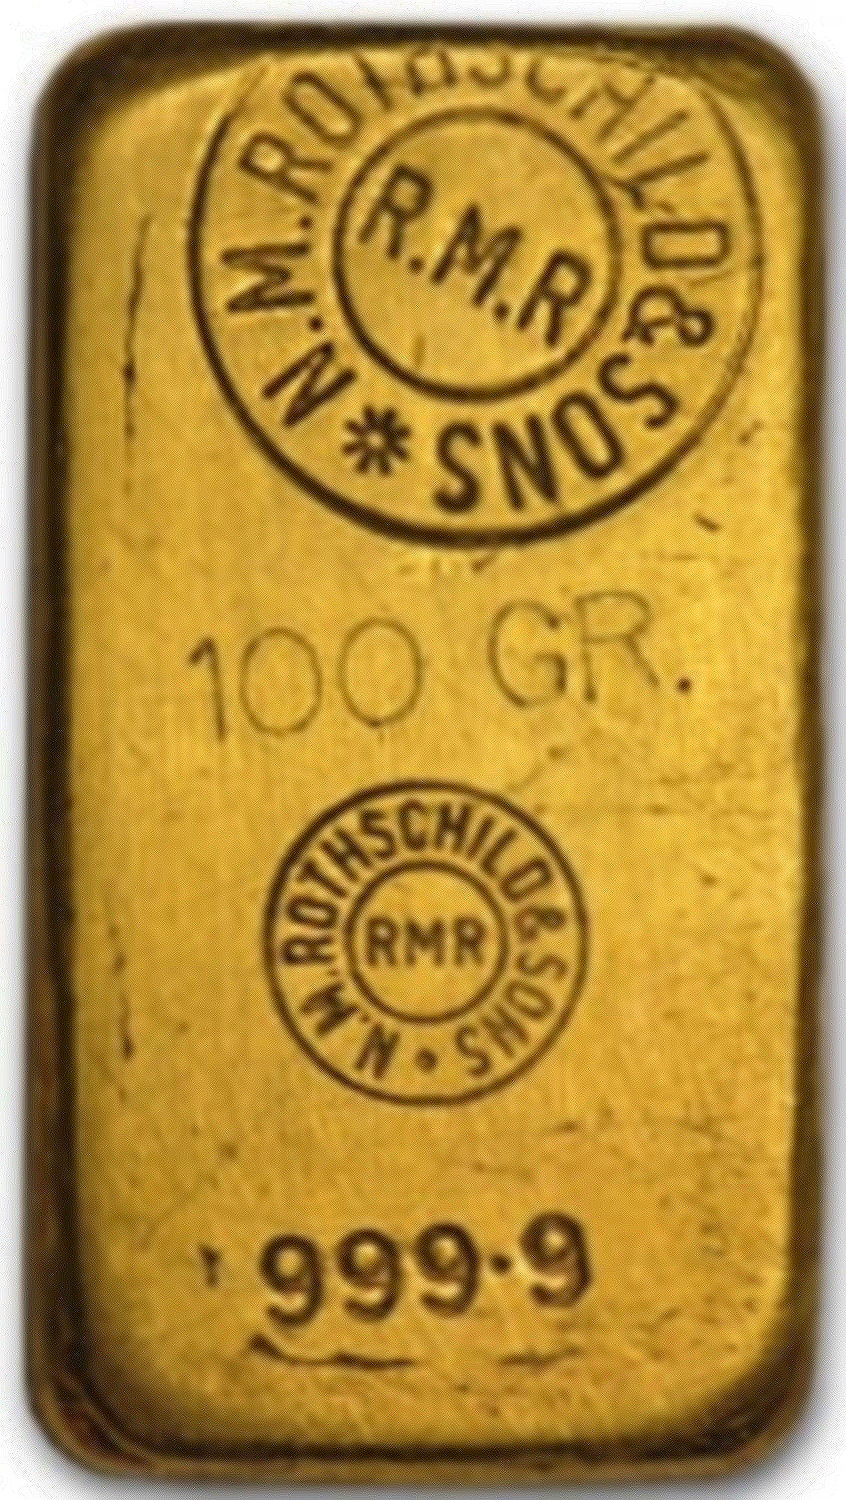 N.M.ROTHSCHILD & SONS *
R.M.R
100 GR.
N.M.ROTHSCHILD & SONS •
RMR
999·9